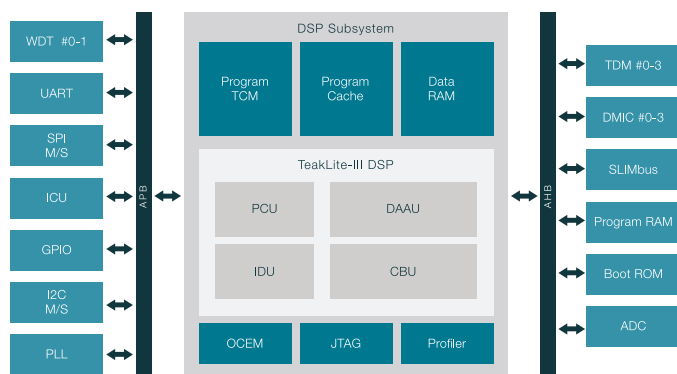 WDT #0-1
UART
SPI
M/S
ICU
GPIO
I2C
M/S
PLL
APB
DSP Subsystem
Program
TCM
Program
Cache
Data
RAM
TeakLite-III DSP
PCU
DAAU
IDU
CBU
OCEM
JTAG
Profiler
AHB
TDM #0-3
DMIC #0-3
SLIMbus
Program RAM
Boot ROM
ADC